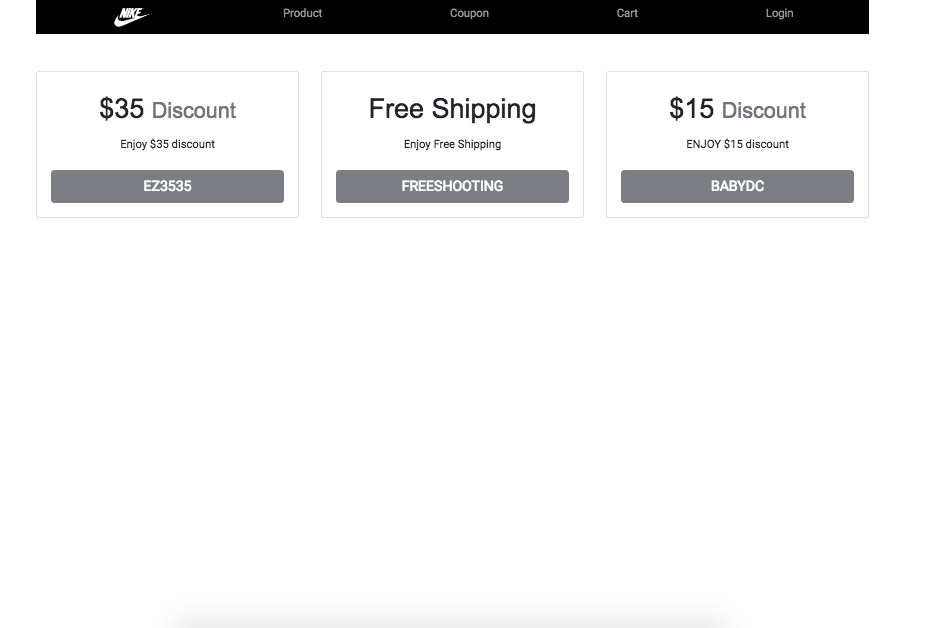 NIKE Product Coupon Cart Login
$35 Discount
Enjoy $35 discount
EZ3535
Free Shipping
Enjoy Free Shipping
FREESHOOTING
$15 Discount
ENJOY $15 discount
BABYDC